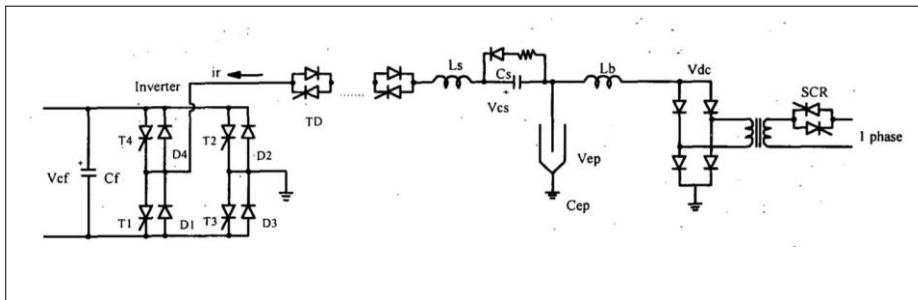 ir
Ls
Cs
+
Vcs
Lb
Vdc
SCR
1 phase
Inverter
TD
T4
D4
T2
D2
+
Vcf
Cf
T1
D1
T3
D3
Vep
Cep